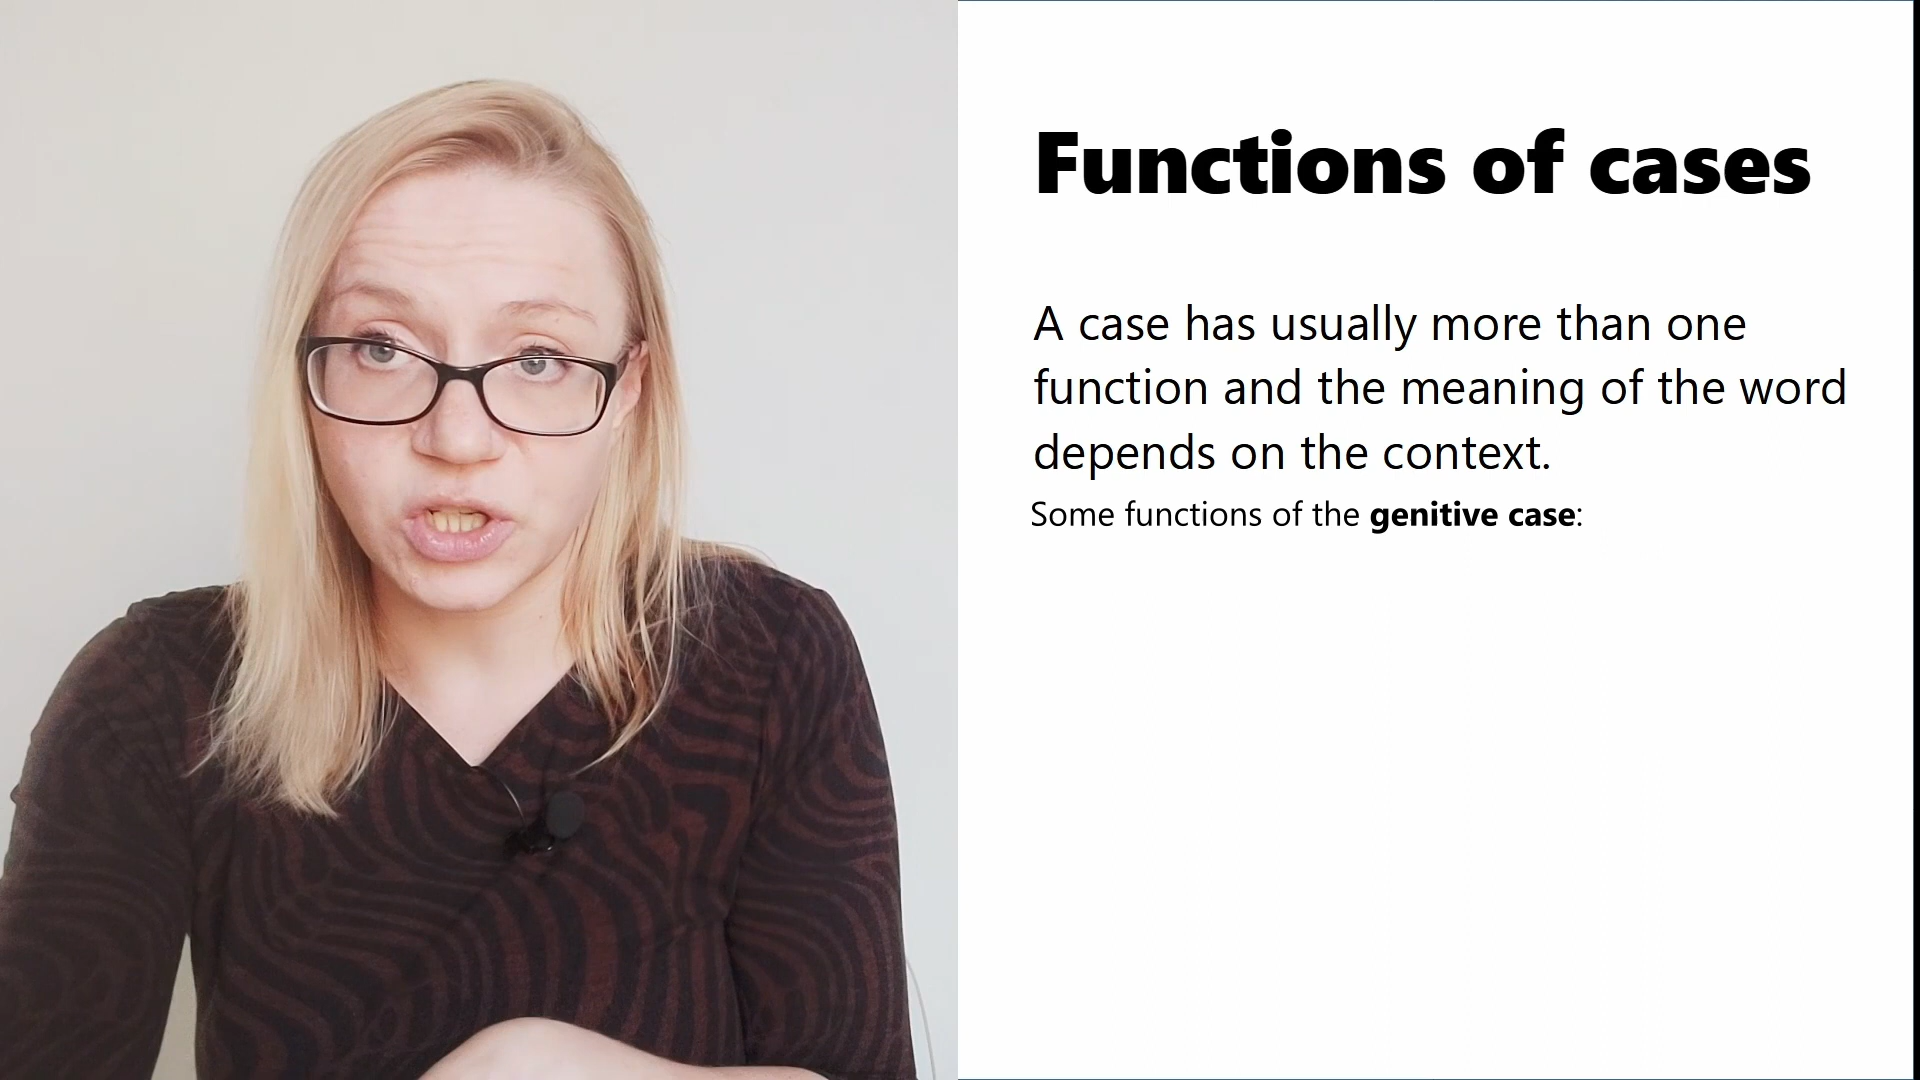 Functions of cases
A case has usually more than one
function and the meaning of the word
depends on the context.
Some functions of the genitive case: